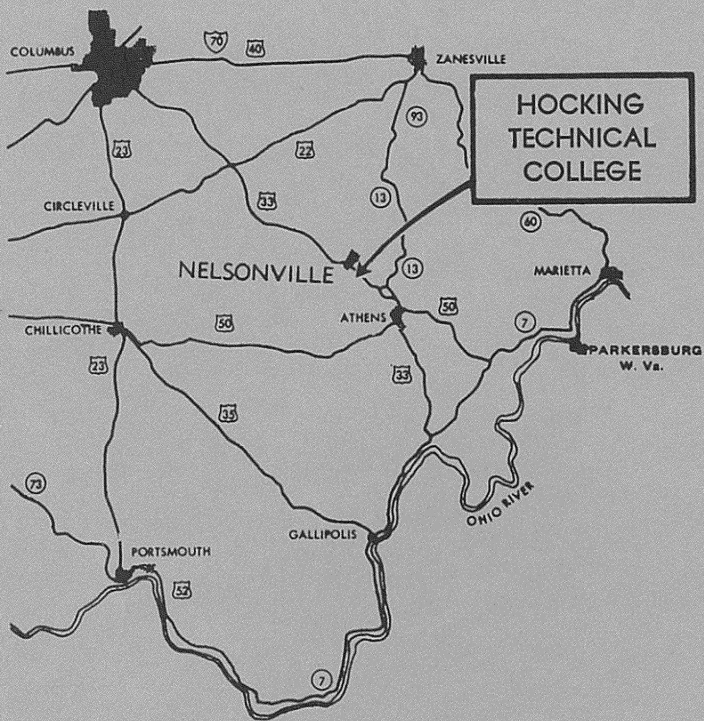 70
40
COLUMBUS
ZANESVILLE
HOCKING
TECHNICAL
COLLEGE
93
23
22
13
CIRCLEVILLE
33
60
NELSONVILLE
13
MARIETTA
50
7
ATHENS
CHILLICOTHE
50
PARKERSBURG
W. Va.
23
33
35
73
OHIO RIVER
GALLIPOLIS
PORTSMOUTH
52
7